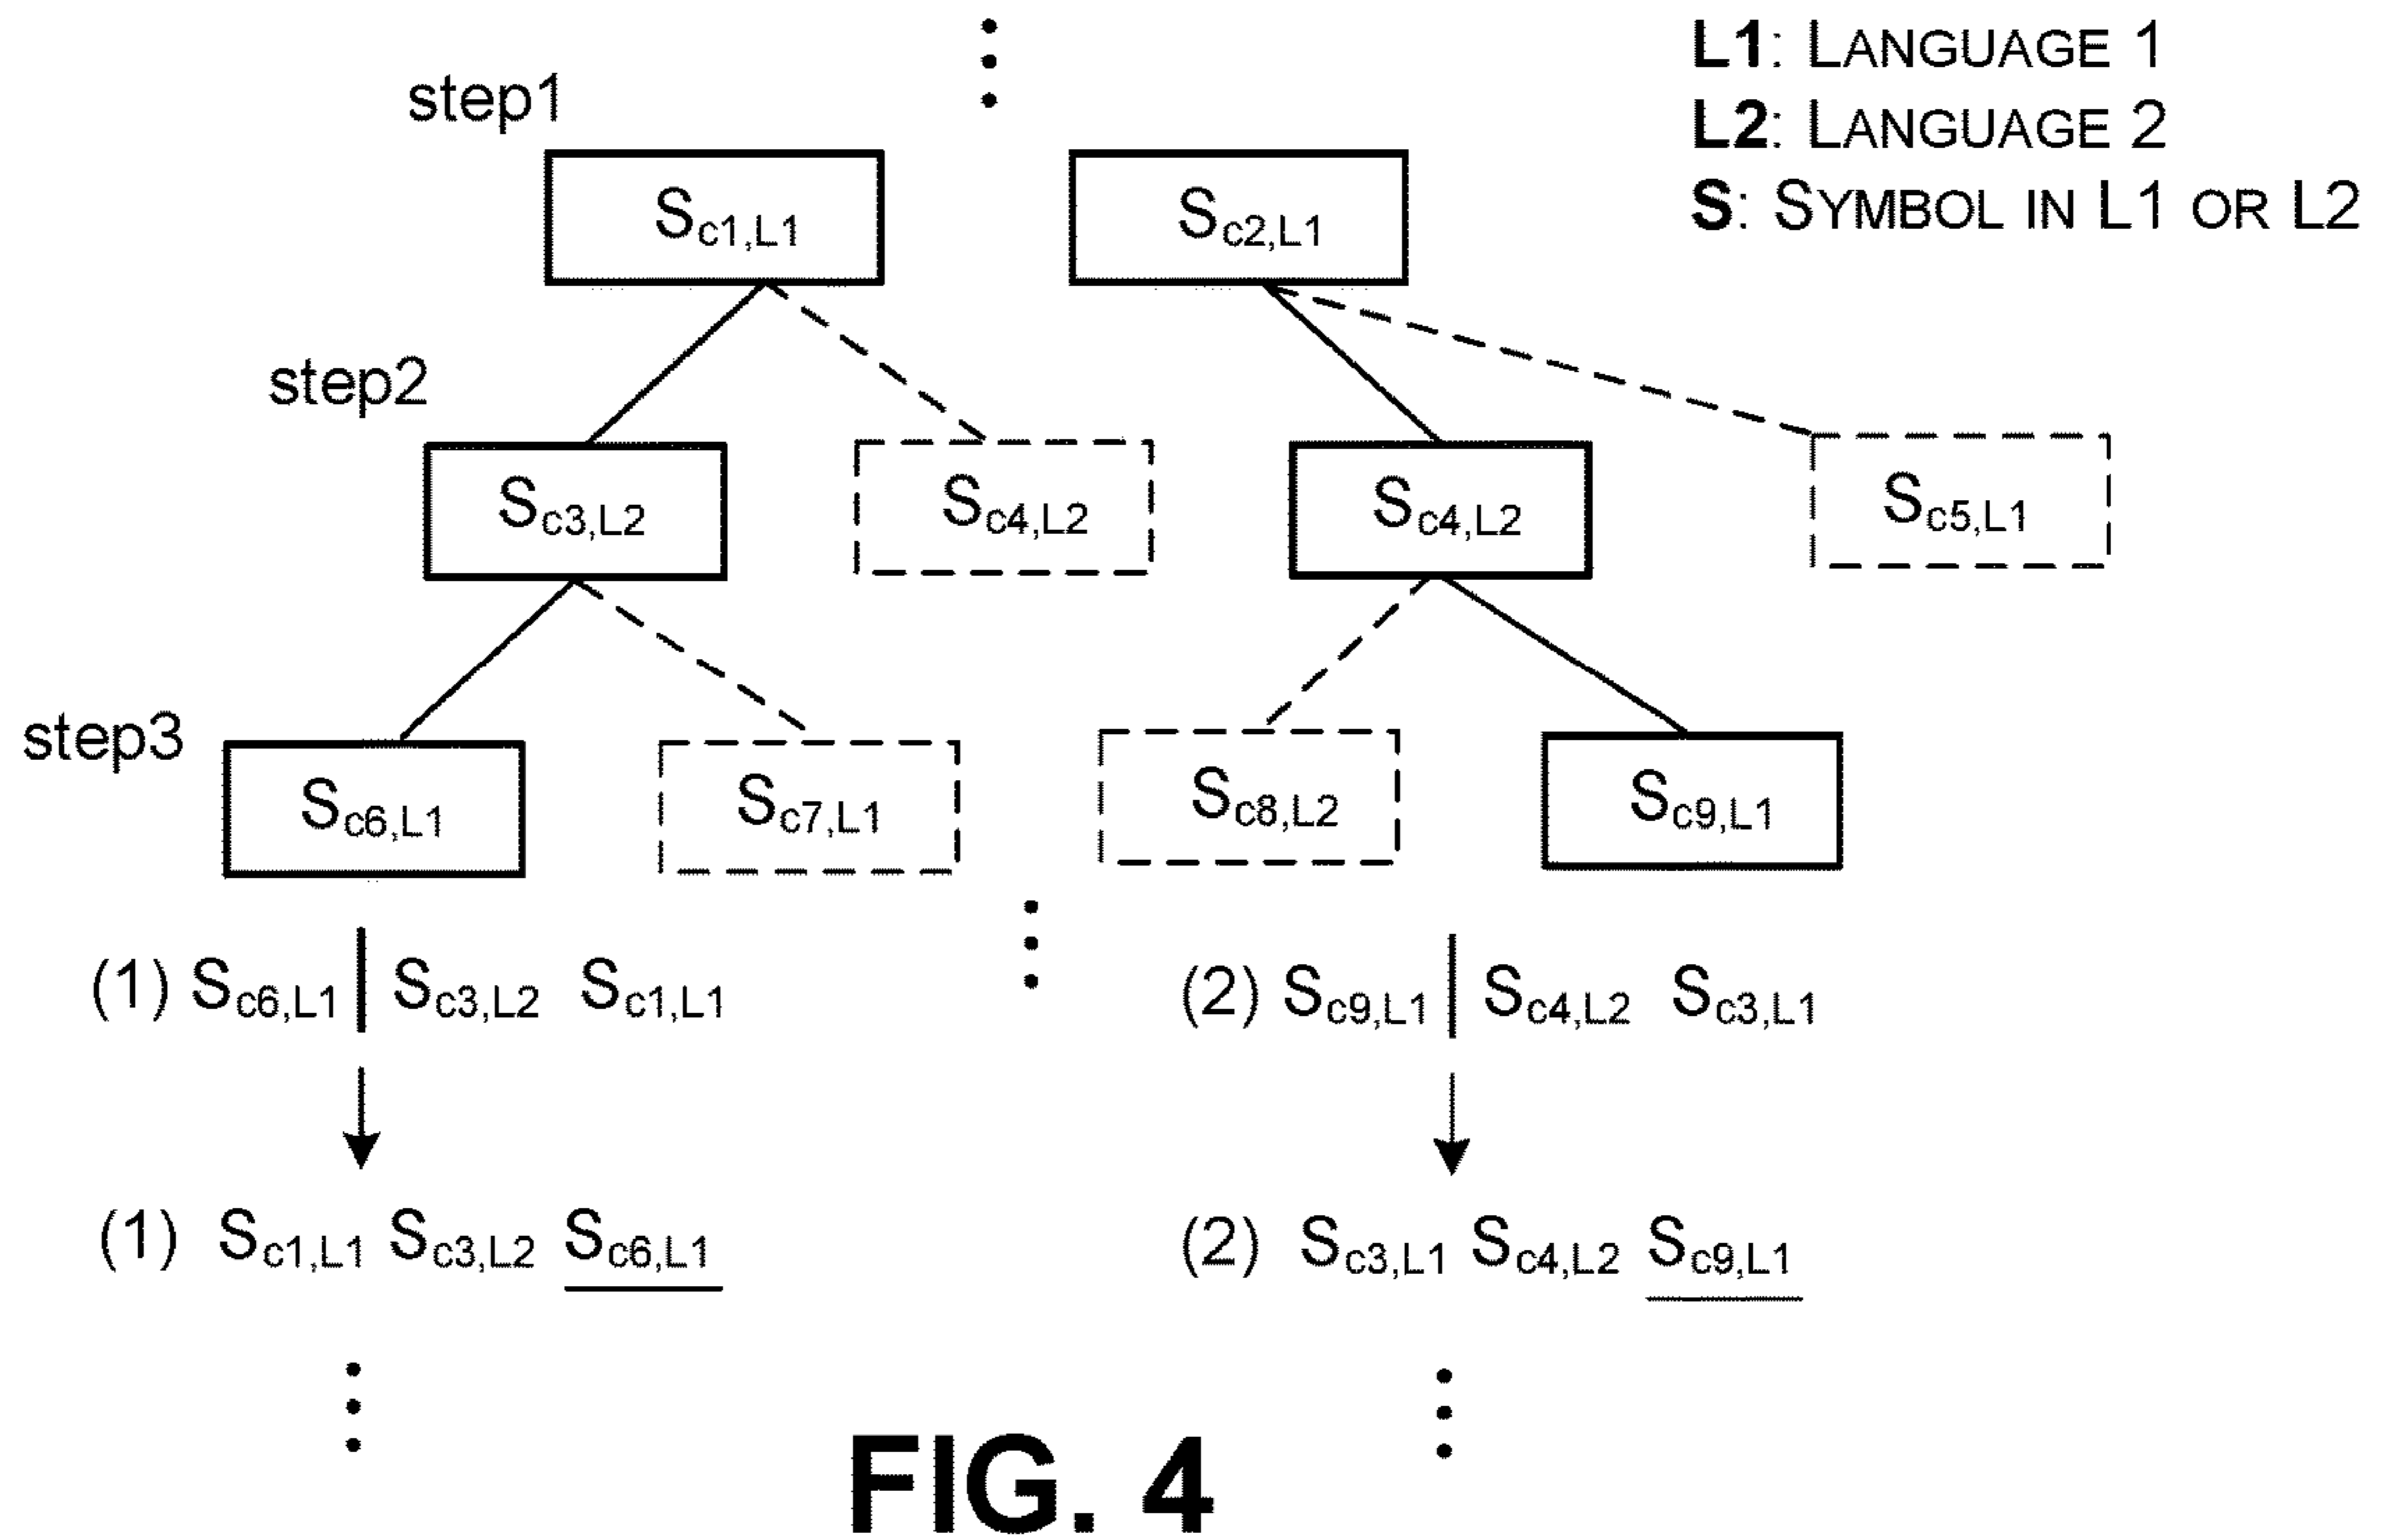 L1: LANGUAGE 1
L2: LANGUAGE 2
S: SYMBOL IN L1 OR L2
step1
Sc1,L1 Sc2,L1
step2
Sc3,L2 Sc4,L2 Sc4,L2 Sc5,L1
step3
Sc6,L1 Sc7,L1 Sc8,L2 Sc9,L1
(1) Sc6,L1 | Sc3,L2 Sc1,L1
(2) Sc9,L1 | Sc4,L2 Sc3,L1
(1) Sc1,L1 Sc3,L2 Sc6,L1
(2) Sc3,L1 Sc4,L2 Sc9,L1
FIG. 4